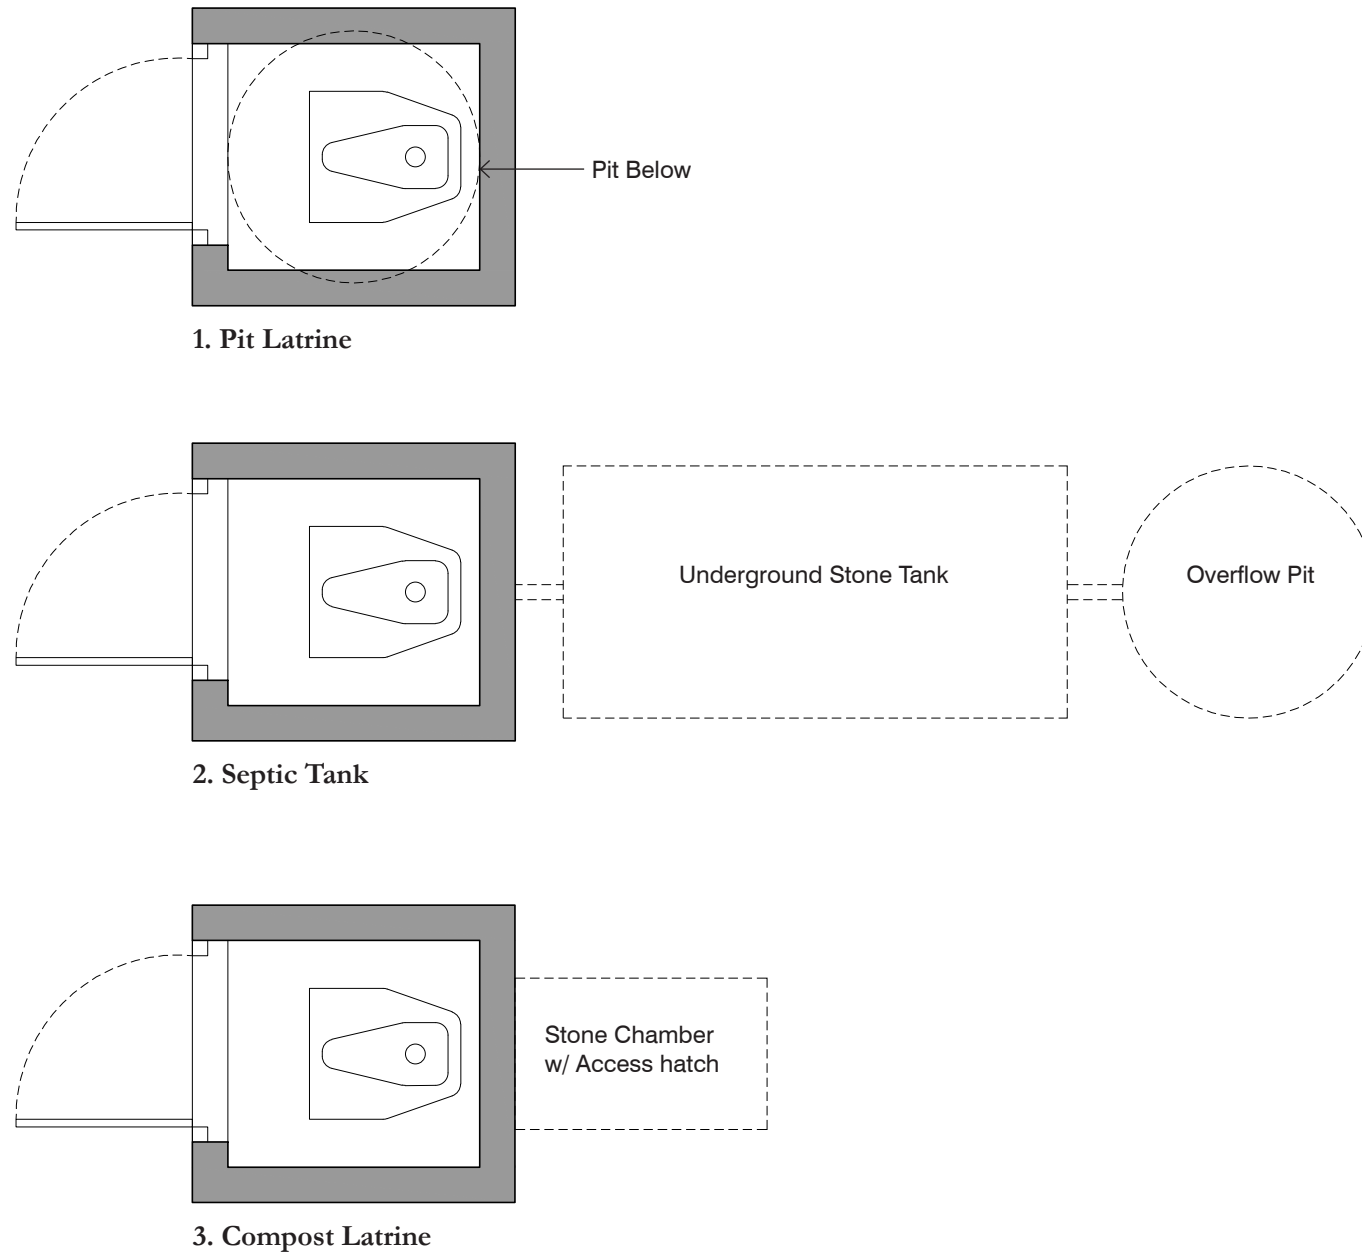 Pit Below
1. Pit Latrine
Underground Stone Tank
Overflow Pit
2. Septic Tank
Stone Chamber
w/ Access hatch
3. Compost Latrine